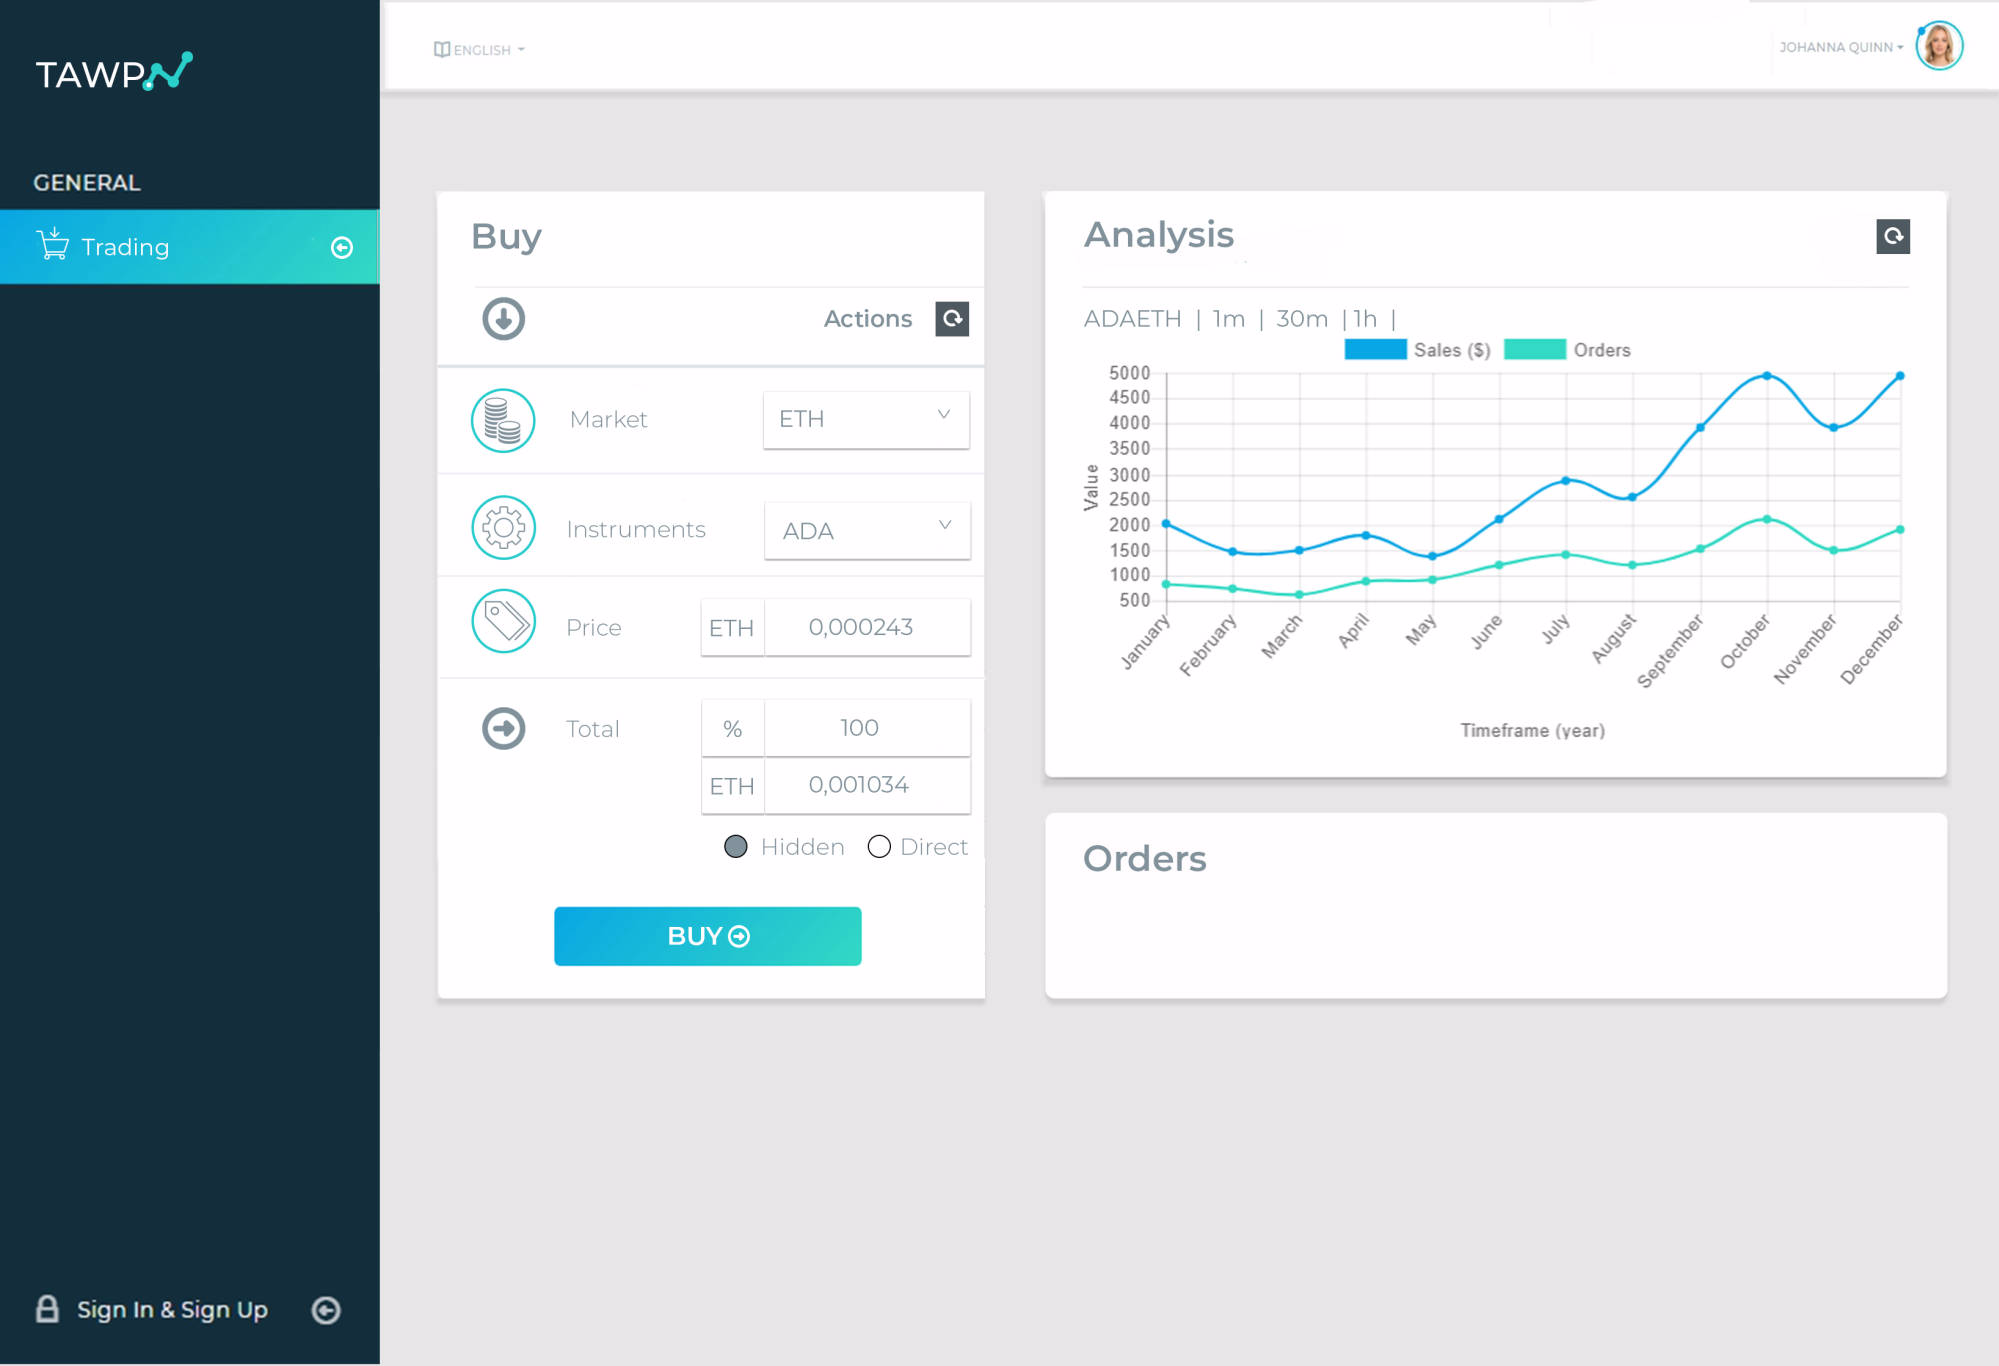 TAWP
ENGLISH
JOHANNA QUINN
GENERAL
Trading
Sign In & Sign Up
Buy
Actions
Market
ETH
Instruments
ADA
Price
ETH
0,000243
Total
%
100
ETH
0,001034
Hidden
Direct
BUY
Analysis
ADAETH | 1m | 30m | 1h |
Sales ($)
Orders
5000
4500
4000
3500
3000
2500
2000
1500
1000
500
Value
January
February
March
April
May
June
July
August
September
October
November
December
Timeframe (year)
Orders